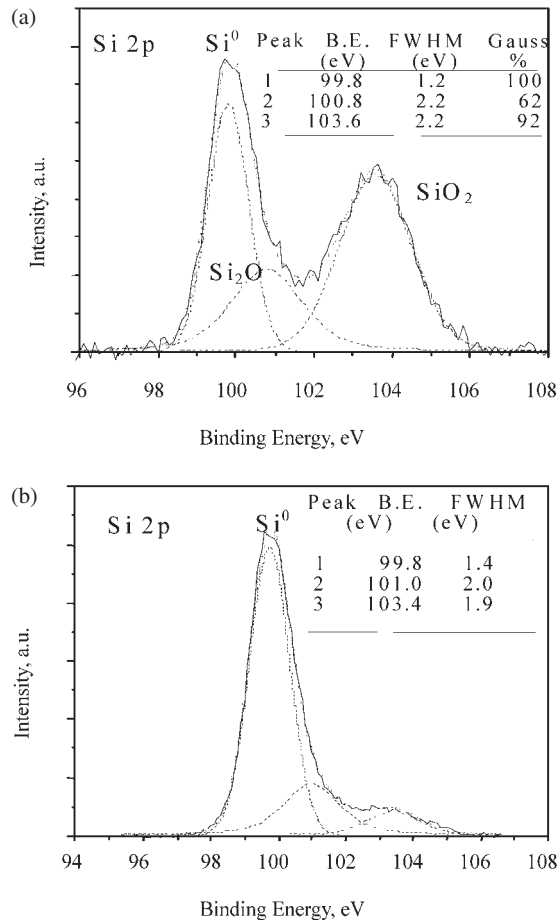 (a)
Si 2p
Si⁰
Peak B.E. FWHM Gauss
(eV) (eV) %
1 99.8 1.2 100
2 100.8 2.2 62
3 103.6 2.2 92
SiO₂
Si₂O
Intensity, a.u.
96 98 100 102 104 106 108
Binding Energy, eV
(b)
Si 2p
Si⁰
Peak B.E. FWHM
(eV) (eV)
1 99.8 1.4
2 101.0 2.0
3 103.4 1.9
Intensity, a.u.
94 96 98 100 102 104 106 108
Binding Energy, eV